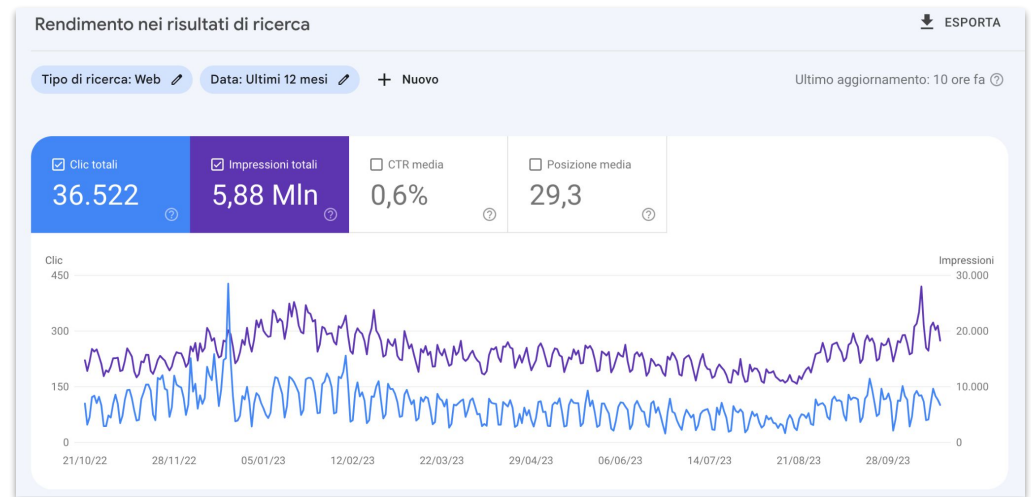 Rendimento nei risultati di ricerca
ESPORTA
Tipo di ricerca: Web
Data: Ultimi 12 mesi
+ Nuovo
Ultimo aggiornamento: 10 ore fa
Clic totali
36.522
Impressioni totali
5,88 Mln
CTR media
0,6%
Posizione media
29,3
Clic
Impressioni
450
30.000
300
20.000
150
10.000
0
0
21/10/22 28/11/22 05/01/23 12/02/23 22/03/23 29/04/23 06/06/23 14/07/23 21/08/23 28/09/23